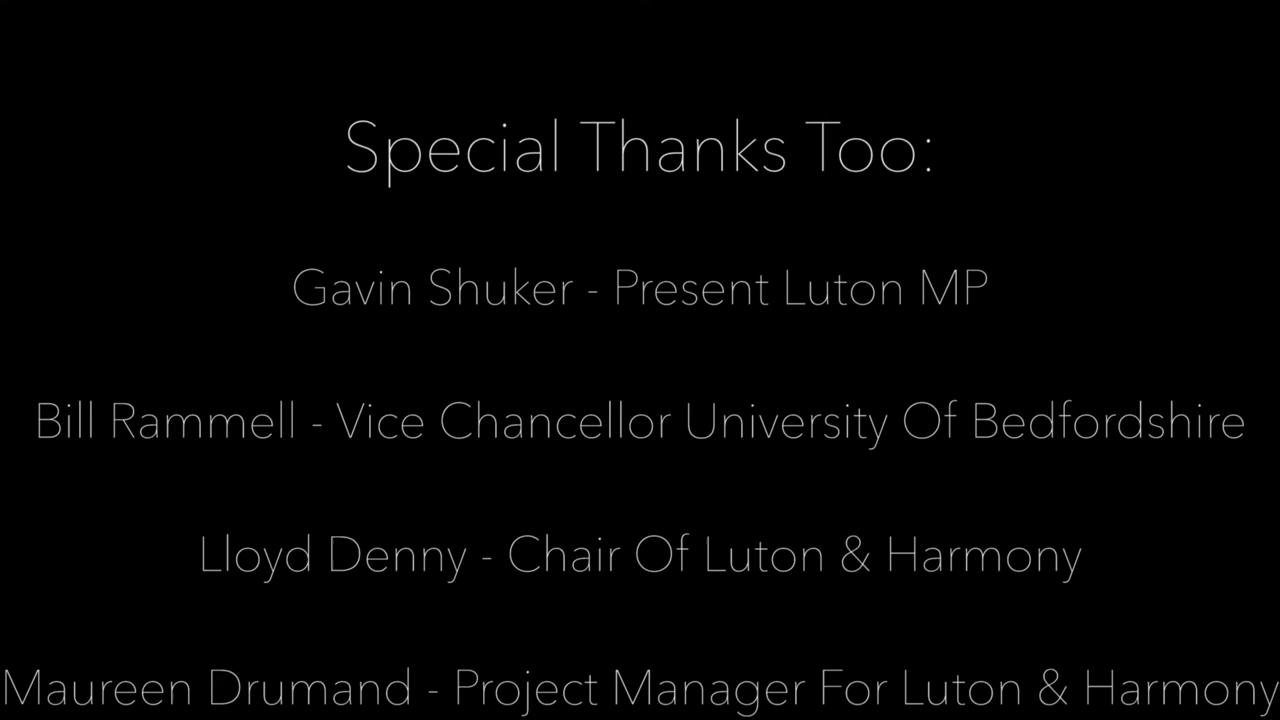 Special Thanks Too:
Gavin Shuker - Present Luton MP
Bill Rammell - Vice Chancellor University Of Bedfordshire
Lloyd Denny - Chair Of Luton & Harmony
Maureen Drumand - Project Manager For Luton & Harmony